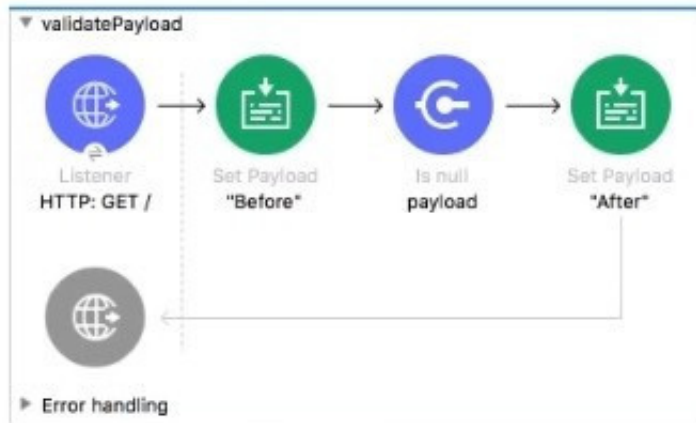 validatePayload
Listener
HTTP: GET /
Set Payload
"Before"
Is null
payload
Set Payload
"After"
Error handling